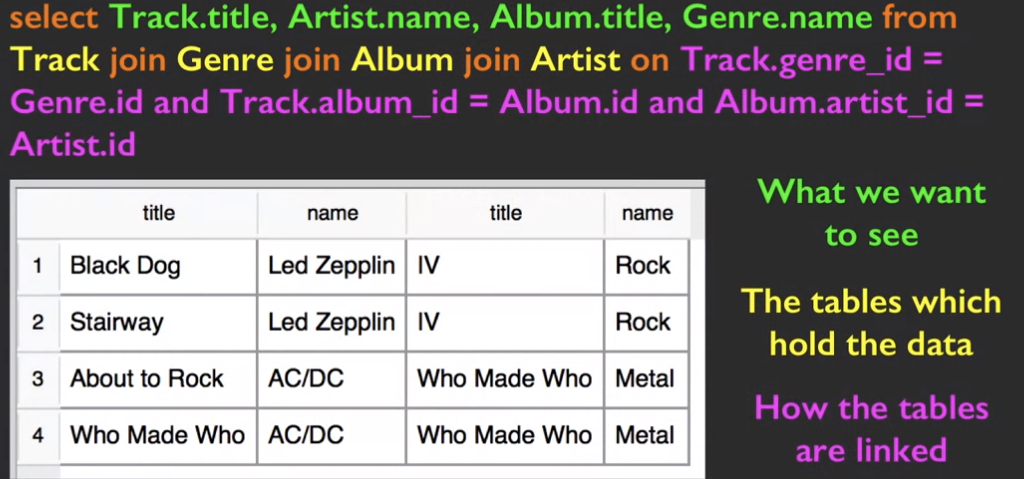 select Track.title, Artist.name, Album.title, Genre.name from
Track join Genre join Album join Artist on Track.genre_id =
Genre.id and Track.album_id = Album.id and Album.artist_id =
Artist.id
title name title name
1 Black Dog Led Zepplin IV Rock
2 Stairway Led Zepplin IV Rock
3 About to Rock AC/DC Who Made Who Metal
4 Who Made Who AC/DC Who Made Who Metal
What we want
to see
The tables which
hold the data
How the tables
are linked